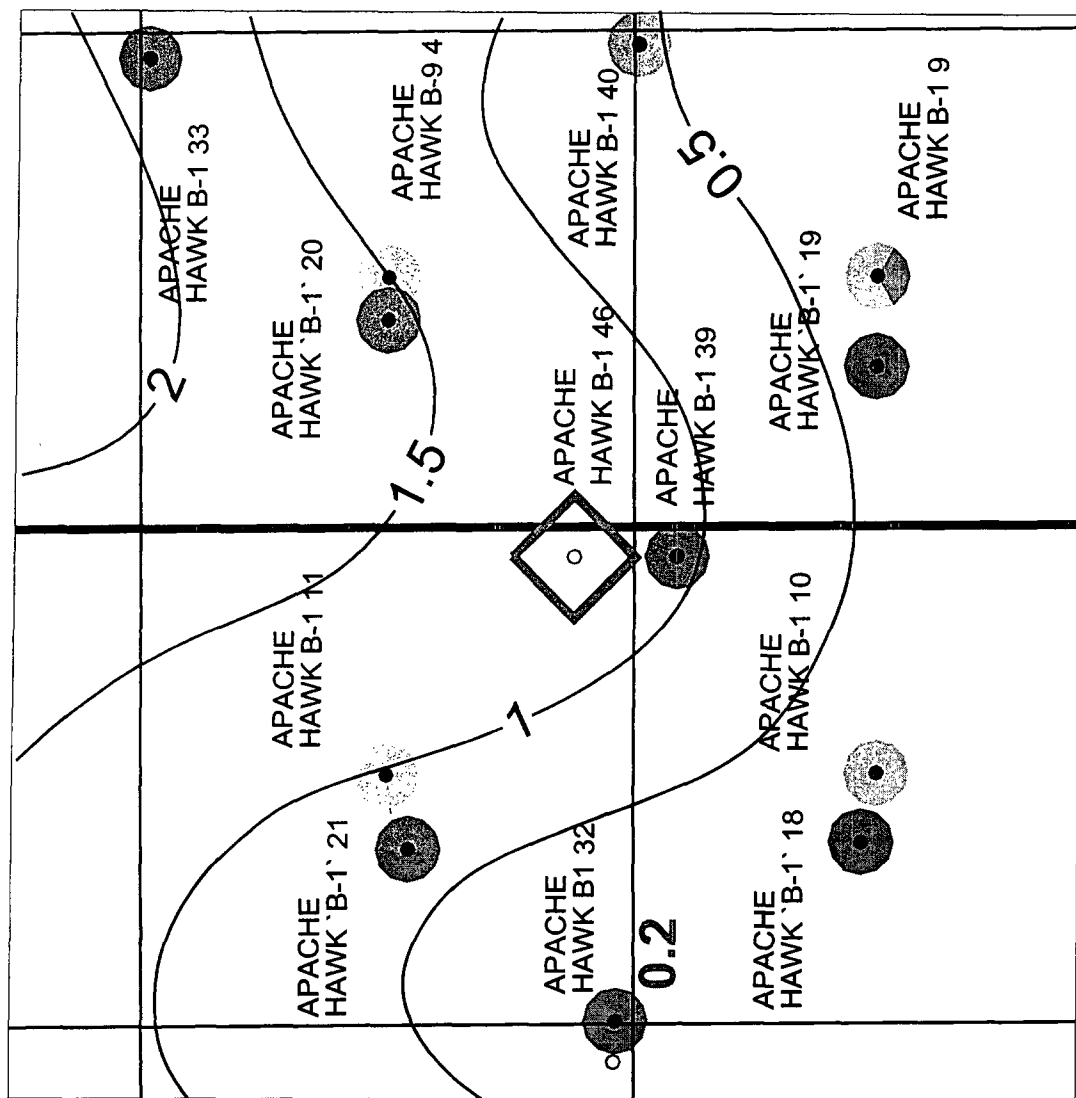 APACHE
HAWK B-1 33
APACHE
HAWK B-9 4
APACHE
HAWK B-1 40
APACHE
HAWK B-1 9
APACHE
HAWK `B-1` 20
APACHE
HAWK `B-1` 19
APACHE
HAWK B-1 46
APACHE
HAWK B-1 39
APACHE
HAWK B-1 11
APACHE
HAWK B-1 10
APACHE
HAWK `B-1` 21
APACHE
HAWK B1 32
APACHE
HAWK `B-1` 18
2
1.5
1
0.5
0.2